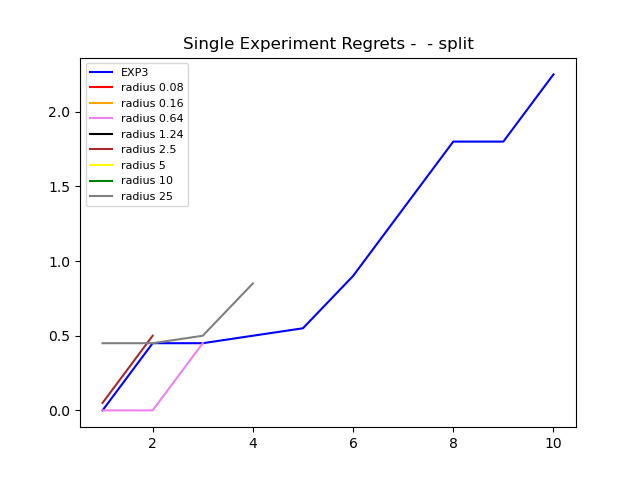 Single Experiment Regrets -  - split
EXP3
radius 0.08
radius 0.16
radius 0.64
radius 1.24
radius 2.5
radius 5
radius 10
radius 25
2.0
1.5
1.0
0.5
0.0
2 4 6 8 10